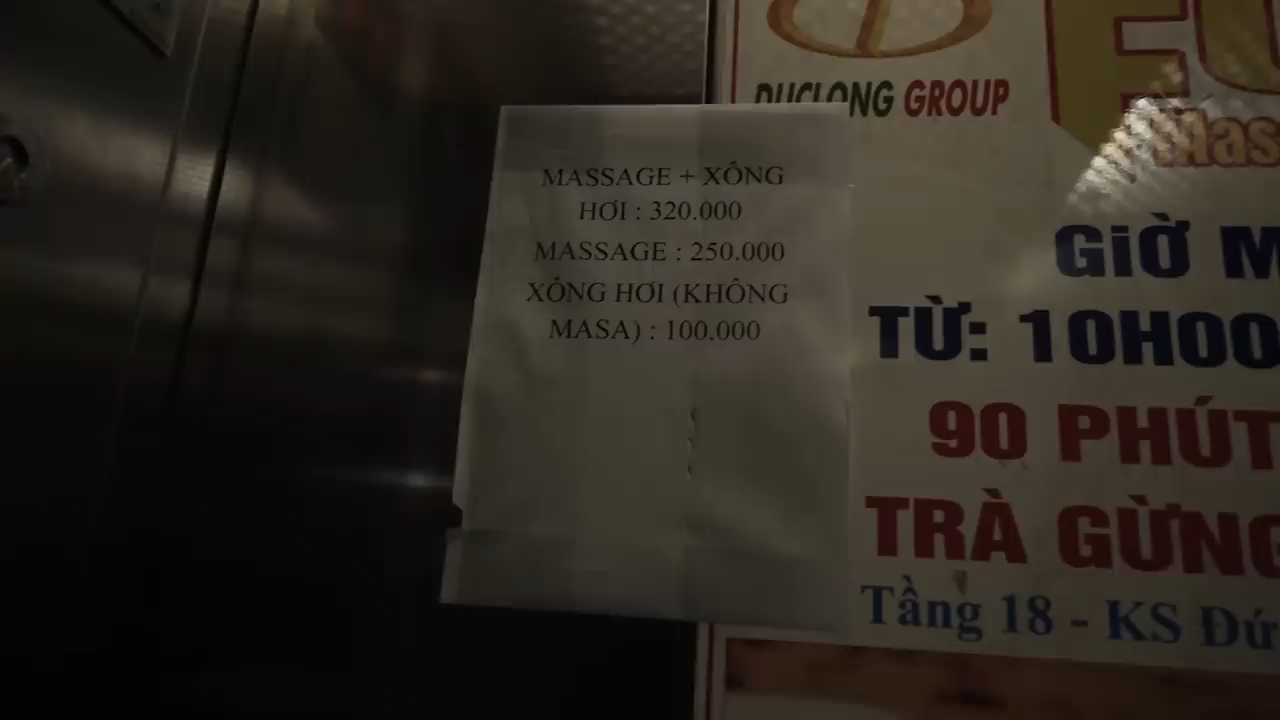 DUCLONG GROUP
MASSAGE + XÔNG
HƠI : 320.000
MASSAGE : 250.000
XÔNG HƠI (KHÔNG
MASA) : 100.000
GiỜ
TỪ: 10H00
90 PHÚT
TRÀ GỪNG
Tầng 18 - KS